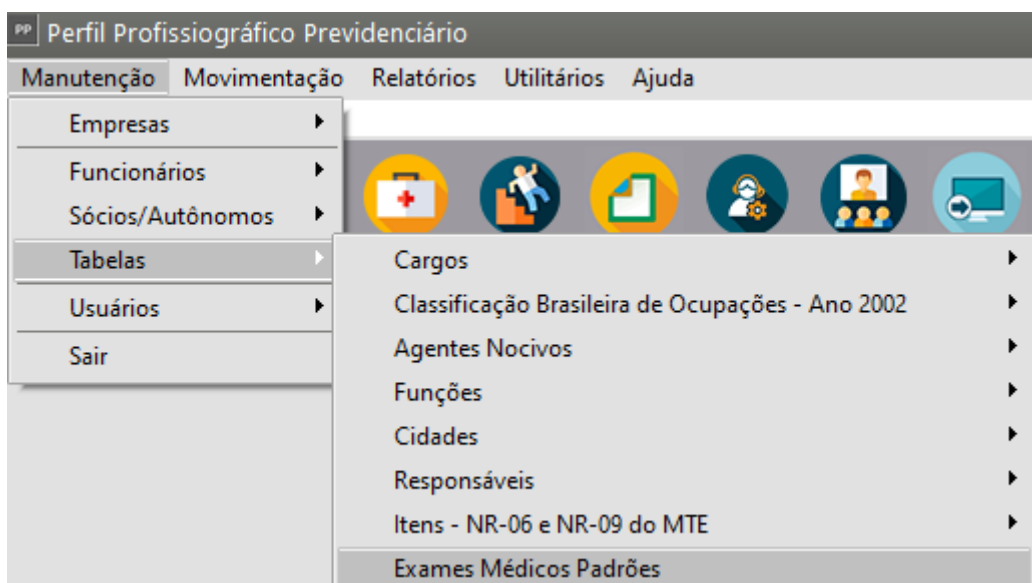 PP Perfil Profissiográfico Previdenciário
Manutenção Movimentação Relatórios Utilitários Ajuda
Empresas
Funcionários
Sócios/Autônomos
Tabelas
Usuários
Sair
Cargos
Classificação Brasileira de Ocupações - Ano 2002
Agentes Nocivos
Funções
Cidades
Responsáveis
Itens - NR-06 e NR-09 do MTE
Exames Médicos Padrões